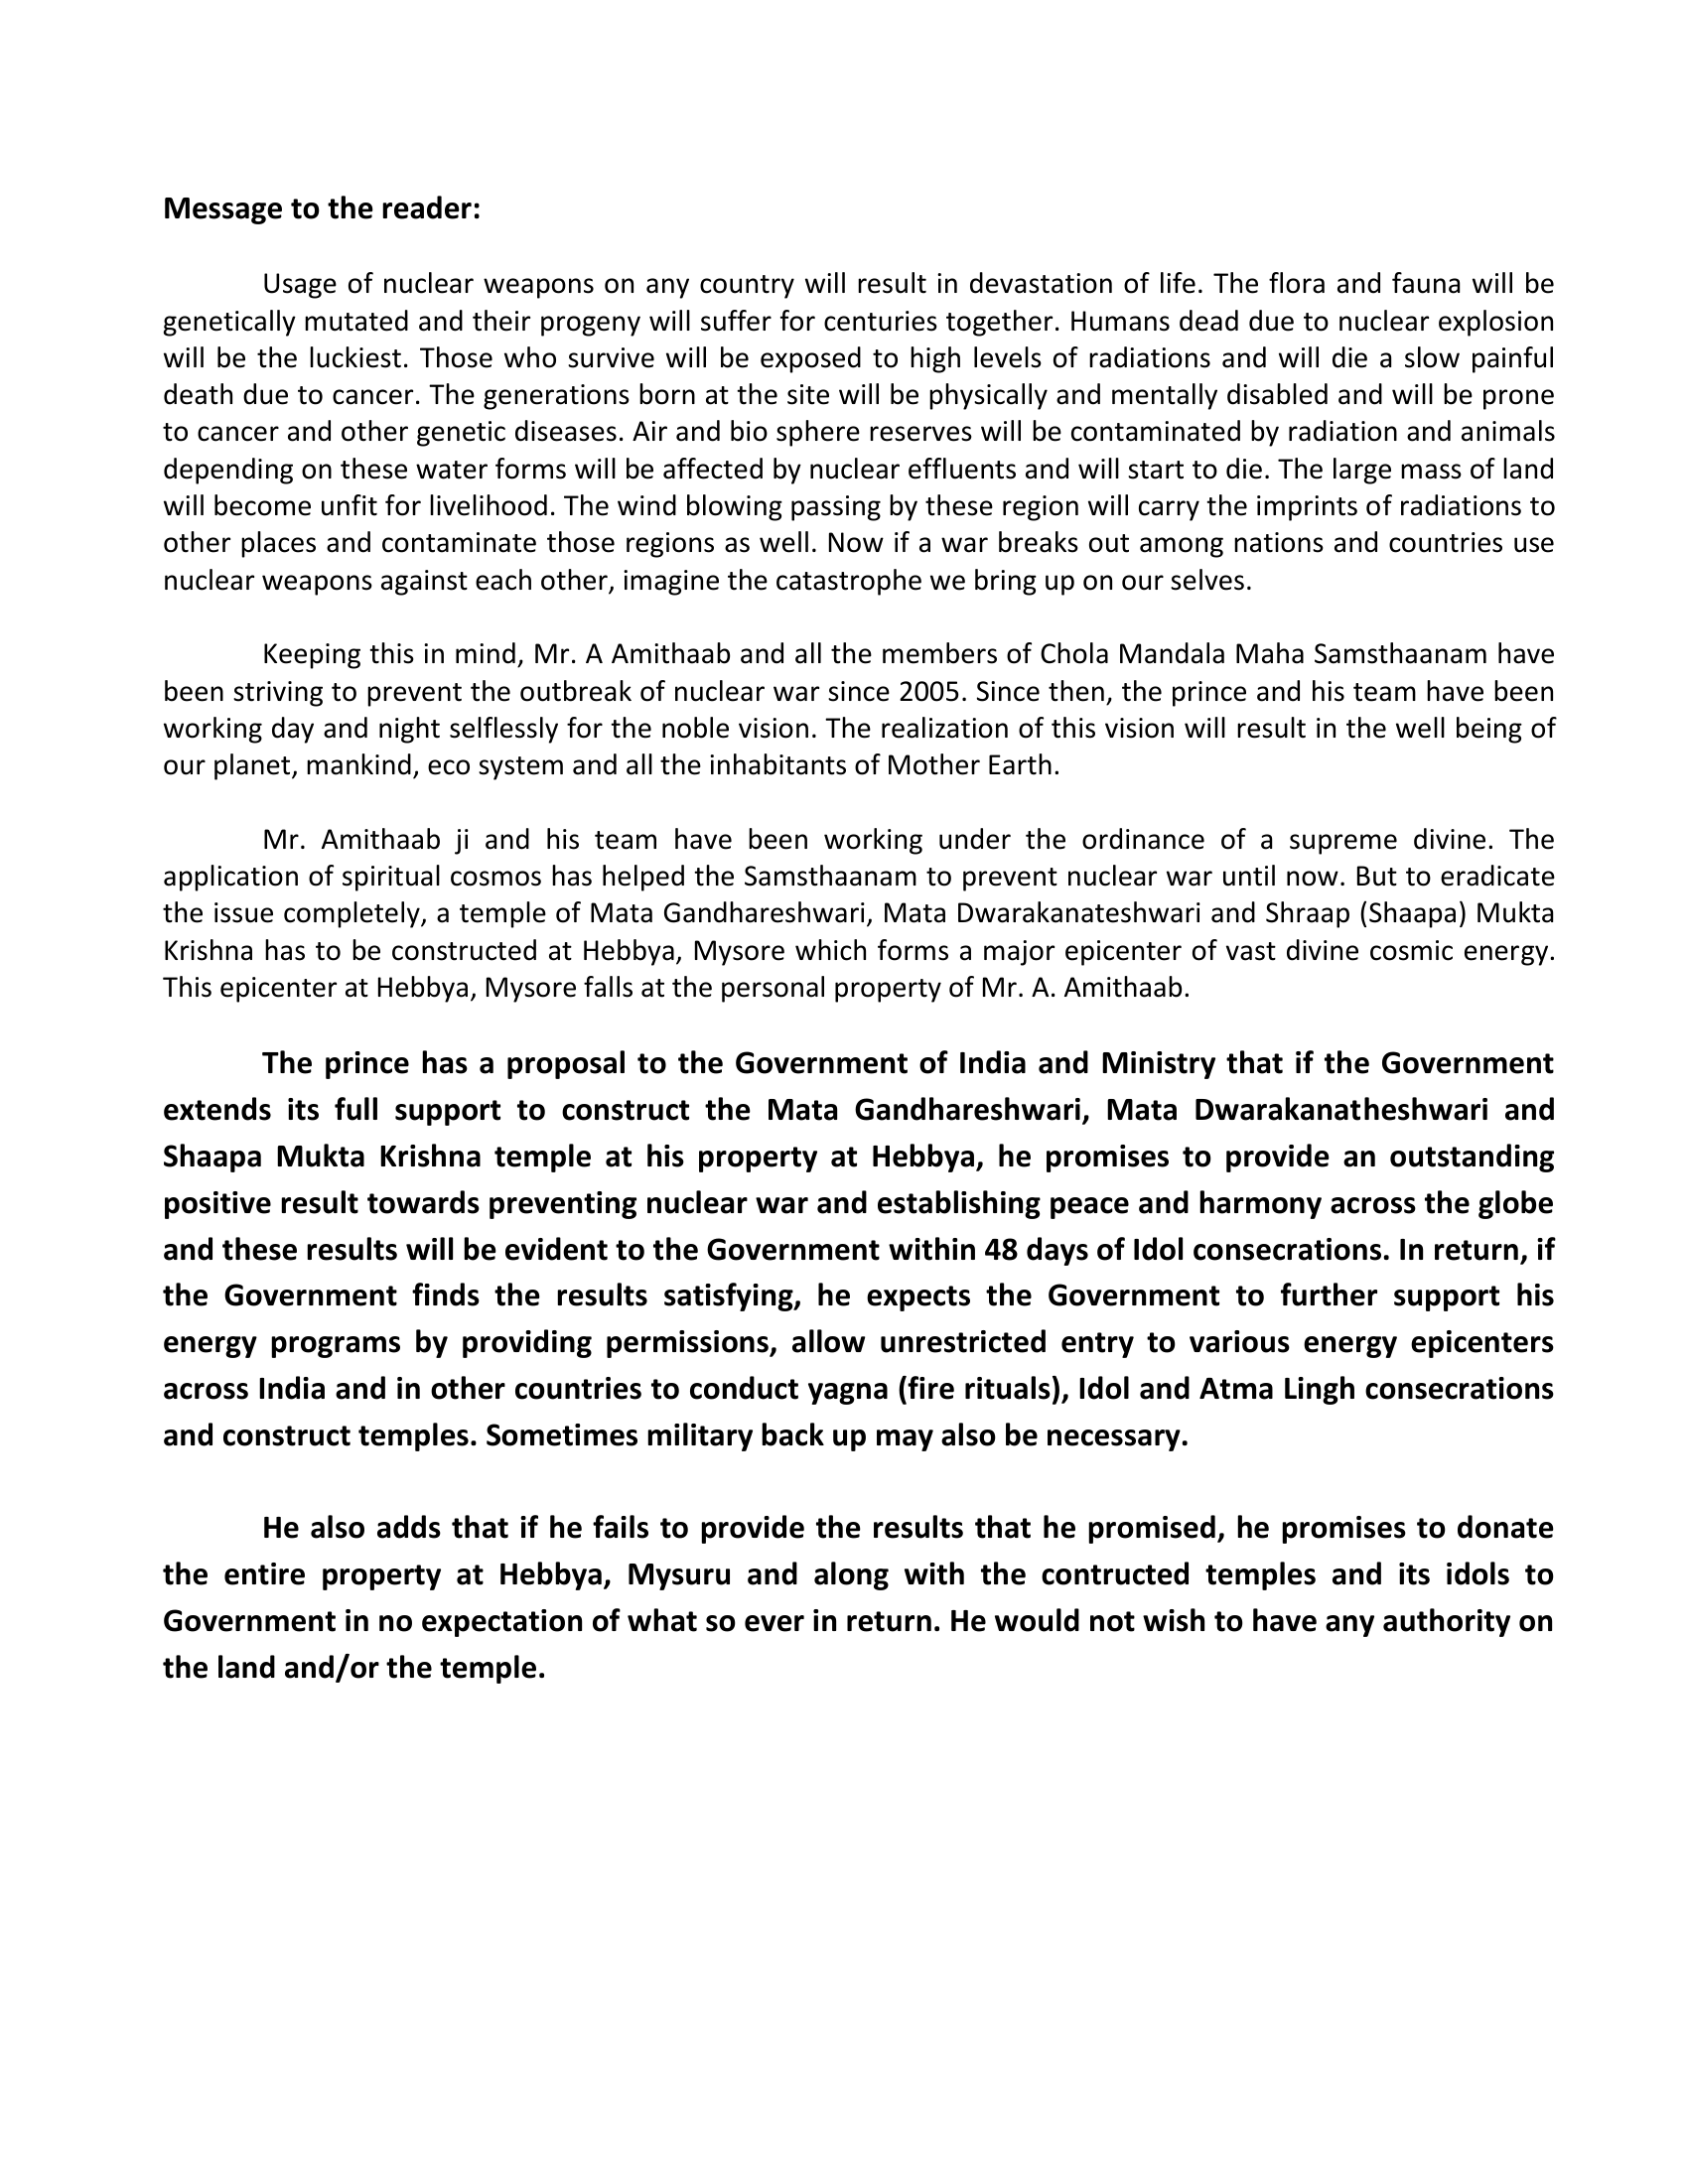 Message to the reader:
Usage of nuclear weapons on any country will result in devastation of life. The flora and fauna will be
genetically mutated and their progeny will suffer for centuries together. Humans dead due to nuclear explosion
will be the luckiest. Those who survive will be exposed to high levels of radiations and will die a slow painful
death due to cancer. The generations born at the site will be physically and mentally disabled and will be prone
to cancer and other genetic diseases. Air and bio sphere reserves will be contaminated by radiation and animals
depending on these water forms will be affected by nuclear effluents and will start to die. The large mass of land
will become unfit for livelihood. The wind blowing passing by these region will carry the imprints of radiations to
other places and contaminate those regions as well. Now if a war breaks out among nations and countries use
nuclear weapons against each other, imagine the catastrophe we bring up on our selves.
Keeping this in mind, Mr. A Amithaab and all the members of Chola Mandala Maha Samsthaanam have
been striving to prevent the outbreak of nuclear war since 2005. Since then, the prince and his team have been
working day and night selflessly for the noble vision. The realization of this vision will result in the well being of
our planet, mankind, eco system and all the inhabitants of Mother Earth.
Mr. Amithaab ji and his team have been working under the ordinance of a supreme divine. The
application of spiritual cosmos has helped the Samsthaanam to prevent nuclear war until now. But to eradicate
the issue completely, a temple of Mata Gandhareshwari, Mata Dwarakanateshwari and Shraap (Shaapa) Mukta
Krishna has to be constructed at Hebbya, Mysore which forms a major epicenter of vast divine cosmic energy.
This epicenter at Hebbya, Mysore falls at the personal property of Mr. A. Amithaab.
The prince has a proposal to the Government of India and Ministry that if the Government
extends its full support to construct the Mata Gandhareshwari, Mata Dwarakanatheshwari and
Shaapa Mukta Krishna temple at his property at Hebbya, he promises to provide an outstanding
positive result towards preventing nuclear war and establishing peace and harmony across the globe
and these results will be evident to the Government within 48 days of Idol consecrations. In return, if
the Government finds the results satisfying, he expects the Government to further support his
energy programs by providing permissions, allow unrestricted entry to various energy epicenters
across India and in other countries to conduct yagna (fire rituals), Idol and Atma Lingh consecrations
and construct temples. Sometimes military back up may also be necessary.
He also adds that if he fails to provide the results that he promised, he promises to donate
the entire property at Hebbya, Mysuru and along with the contructed temples and its idols to
Government in no expectation of what so ever in return. He would not wish to have any authority on
the land and/or the temple.